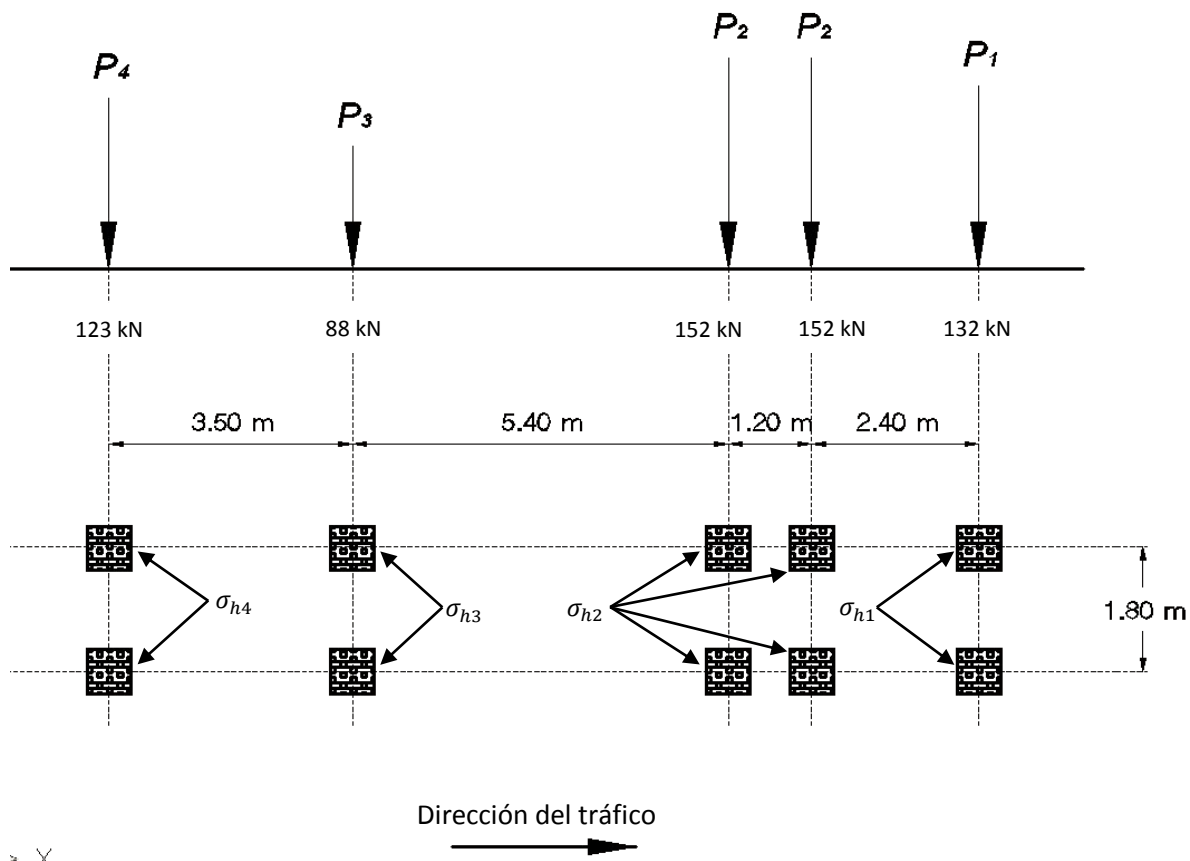 P₂ P₂
P₄ P₁
P₃
123 kN 88 kN 152 kN 152 kN 132 kN
3.50 m 5.40 m 1.20 m 2.40 m
σₕ₄ σₕ₃ σₕ₂ σₕ₁ 1.80 m
Dirección del tráfico
X